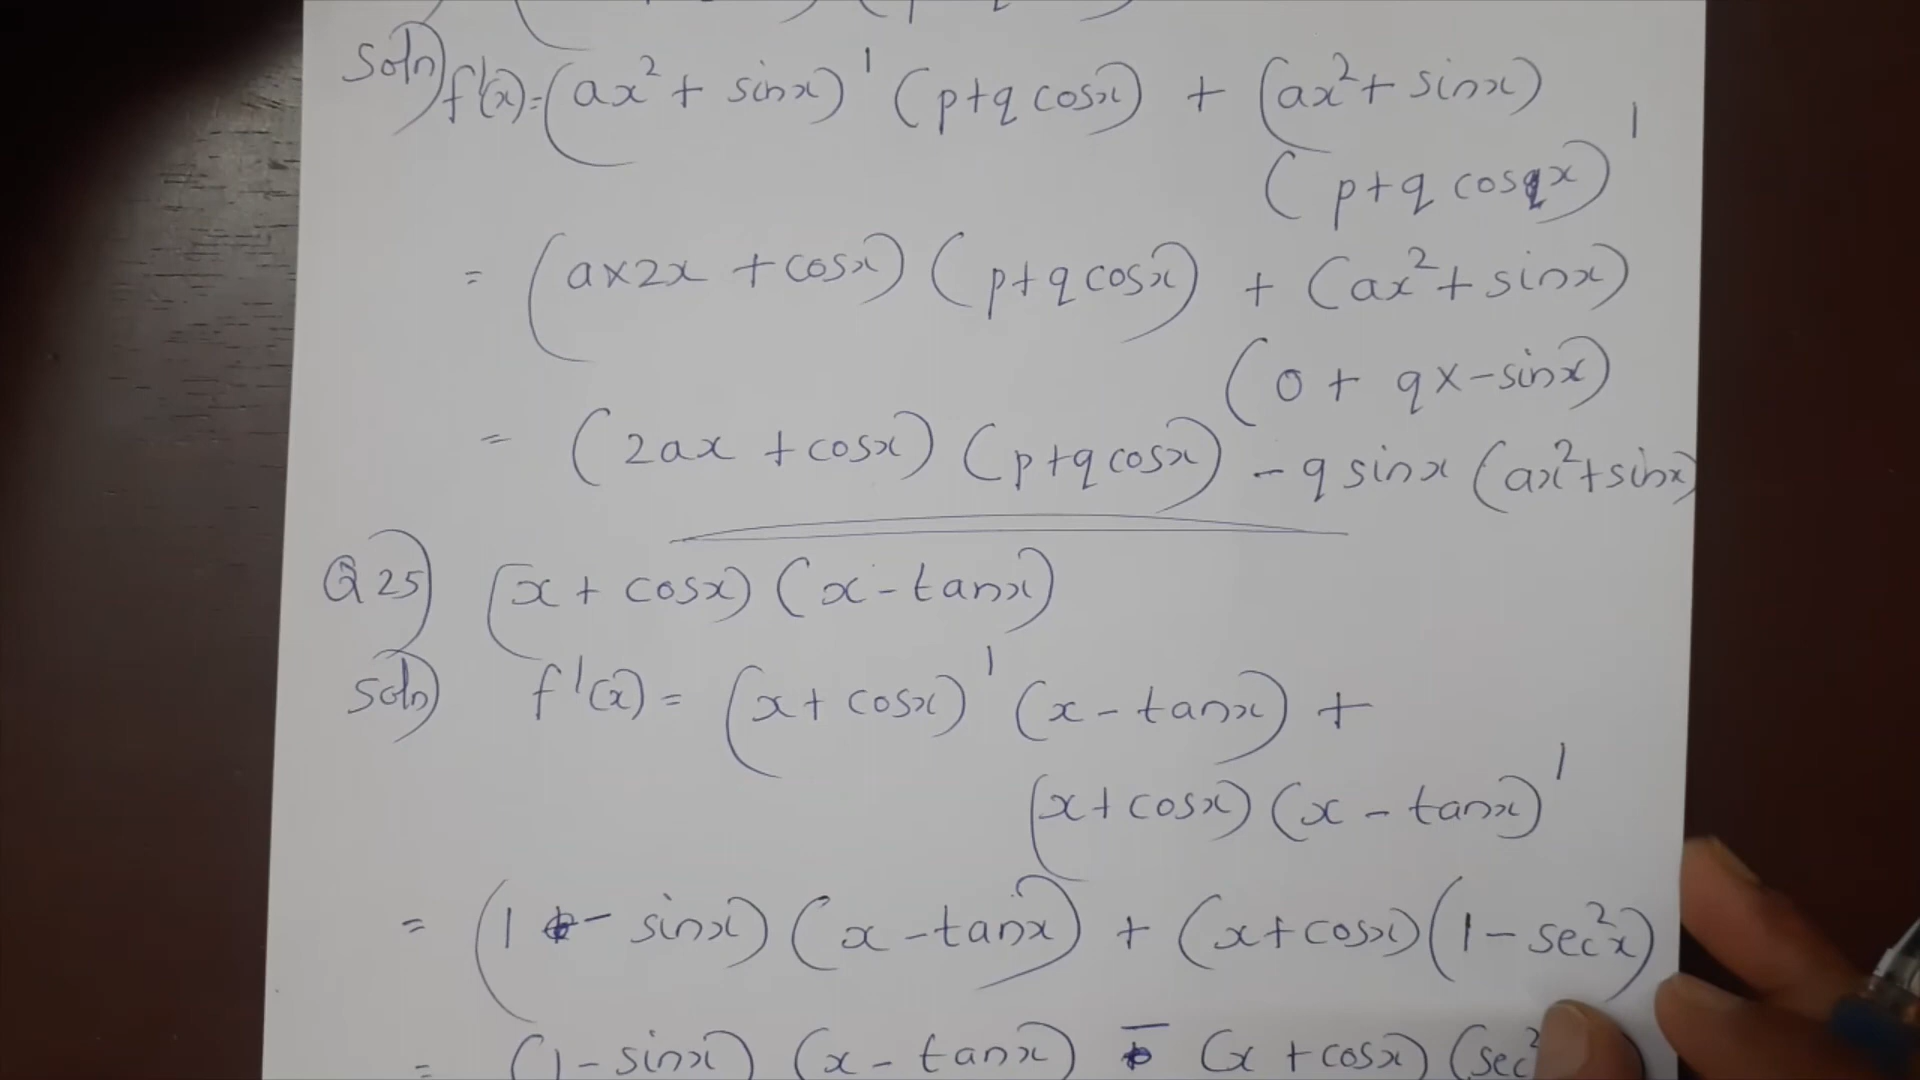 Soln) f'(x) = (ax² + sinx)' (p+q cosx) + (ax² + sinx)
(p+q cosx)'
= (a×2x + cosx) (p+q cosx) + (ax² + sinx)
(0 + q×-sinx)
= (2ax + cosx) (p+q cosx) - q sinx (ax²+sinx)
Q25) (x + cosx) (x - tanx)
Soln) f'(x) = (x + cosx)' (x - tanx) +
(x+cosx) (x - tanx)'
= (1 - sinx) (x - tanx) + (x+cosx) (1 - sec²x)
= (1 - sinx) (x - tanx) - (x + cosx) (sec²